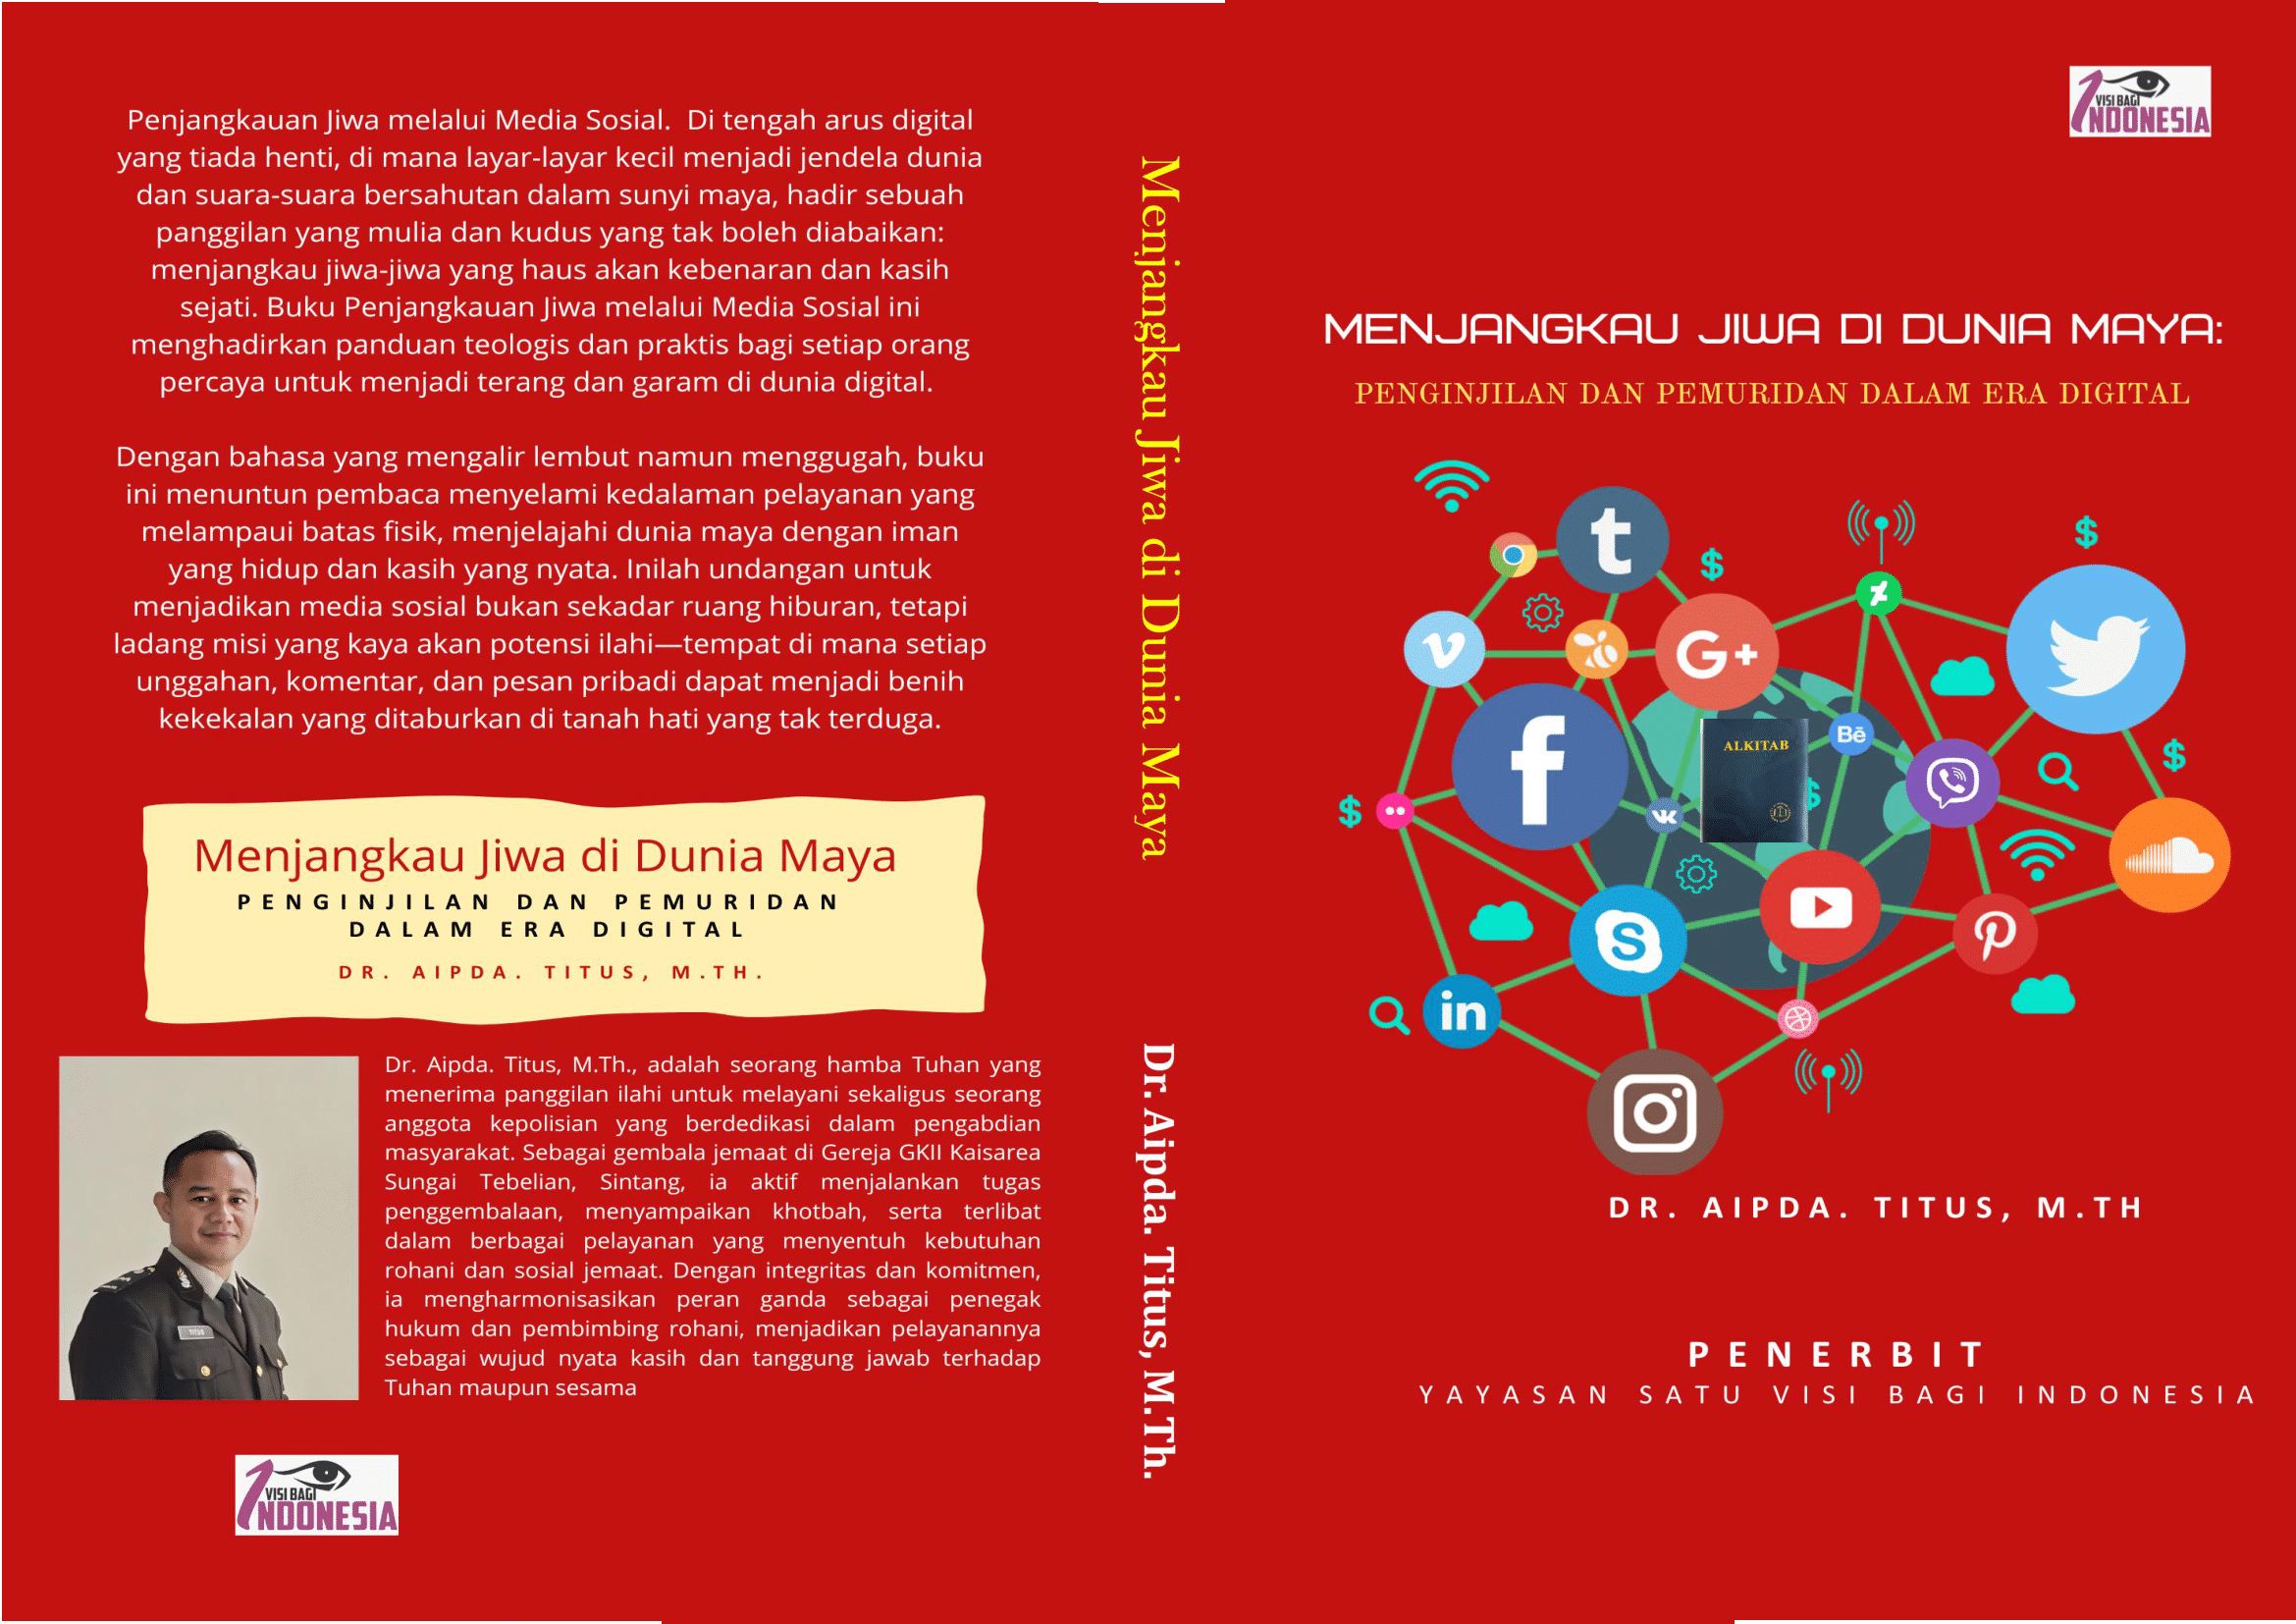 Penjangkauan Jiwa melalui Media Sosial.  Di tengah arus digital
yang tiada henti, di mana layar-layar kecil menjadi jendela dunia
dan suara-suara bersahutan dalam sunyi maya, hadir sebuah
panggilan yang mulia dan kudus yang tak boleh diabaikan:
menjangkau jiwa-jiwa yang haus akan kebenaran dan kasih
sejati. Buku Penjangkauan Jiwa melalui Media Sosial ini
menghadirkan panduan teologis dan praktis bagi setiap orang
percaya untuk menjadi terang dan garam di dunia digital.
Dengan bahasa yang mengalir lembut namun menggugah, buku
ini menuntun pembaca menyelami kedalaman pelayanan yang
melampaui batas fisik, menjelajahi dunia maya dengan iman
yang hidup dan kasih yang nyata. Inilah undangan untuk
menjadikan media sosial bukan sekadar ruang hiburan, tetapi
ladang misi yang kaya akan potensi ilahi—tempat di mana setiap
unggahan, komentar, dan pesan pribadi dapat menjadi benih
kekekalan yang ditaburkan di tanah hati yang tak terduga.
Menjangkau Jiwa di Dunia Maya
PENGINJILAN DAN PEMURIDAN
DALAM ERA DIGITAL
DR. AIPDA. TITUS, M.TH.
Dr. Aipda. Titus, M.Th., adalah seorang hamba Tuhan yang
menerima panggilan ilahi untuk melayani sekaligus seorang
anggota kepolisian yang berdedikasi dalam pengabdian
masyarakat. Sebagai gembala jemaat di Gereja GKII Kaisarea
Sungai Tebelian, Sintang, ia aktif menjalankan tugas
penggembalaan, menyampaikan khotbah, serta terlibat
dalam berbagai pelayanan yang menyentuh kebutuhan
rohani dan sosial jemaat. Dengan integritas dan komitmen,
ia mengharmonisasikan peran ganda sebagai penegak
hukum dan pembimbing rohani, menjadikan pelayanannya
sebagai wujud nyata kasih dan tanggung jawab terhadap
Tuhan maupun sesama
TITUS
1 VISI BAGI
INDONESIA
Menjangkau Jiwa di Dunia Maya
Dr. Aipda. Titus, M.Th.
1 VISI BAGI
INDONESIA
MENJANGKAU JIWA DI DUNIA MAYA:
PENGINJILAN DAN PEMURIDAN DALAM ERA DIGITAL
t
$
$
v
G+
f
ALKITAB
Bē
$
$
VK
$
S
in
DR. AIPDA. TITUS, M.TH
PENERBIT
YAYASAN SATU VISI BAGI INDONESIA